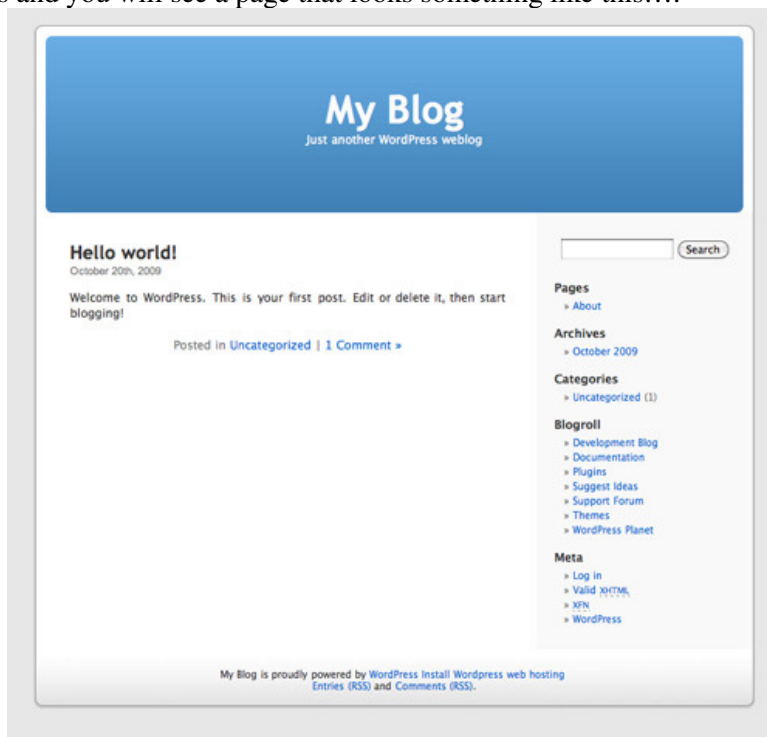 s and you will see a page that looks something like this….
My Blog
Just another WordPress weblog
Hello world!
October 20th, 2009
Welcome to WordPress. This is your first post. Edit or delete it, then start
blogging!
Posted in Uncategorized | 1 Comment »
Search
Pages
» About
Archives
» October 2009
Categories
» Uncategorized (1)
Blogroll
» Development Blog
» Documentation
» Plugins
» Suggest Ideas
» Support Forum
» Themes
» WordPress Planet
Meta
» Log in
» Valid XHTML
» XFN
» WordPress
My Blog is proudly powered by WordPress Install Wordpress web hosting
Entries (RSS) and Comments (RSS).